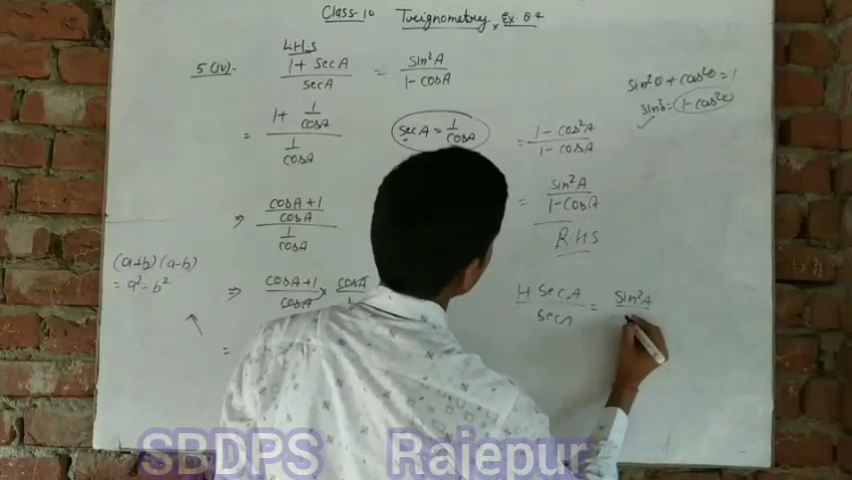 Class-10 Trignometry, Ex. 8.4
5 (iv). L.H.S
1 + SecA / secA = sin²A / 1 - cosA
= 1 + 1/cosA / 1/cosA
secA = 1/cosA
= 1 - cos²A / 1 - cosA
sin²θ + cos²θ = 1
sin²θ = 1 - cos²θ
⇒ cosA + 1 / cosA / 1/cosA
= sin²A / 1 - cosA
R.H.S
(a+b) (a-b)
= a² - b²
⇒ cosA + 1 / cosA × cosA
1+ SecA / SecA = sin²A
=
SBDPS Rajepur